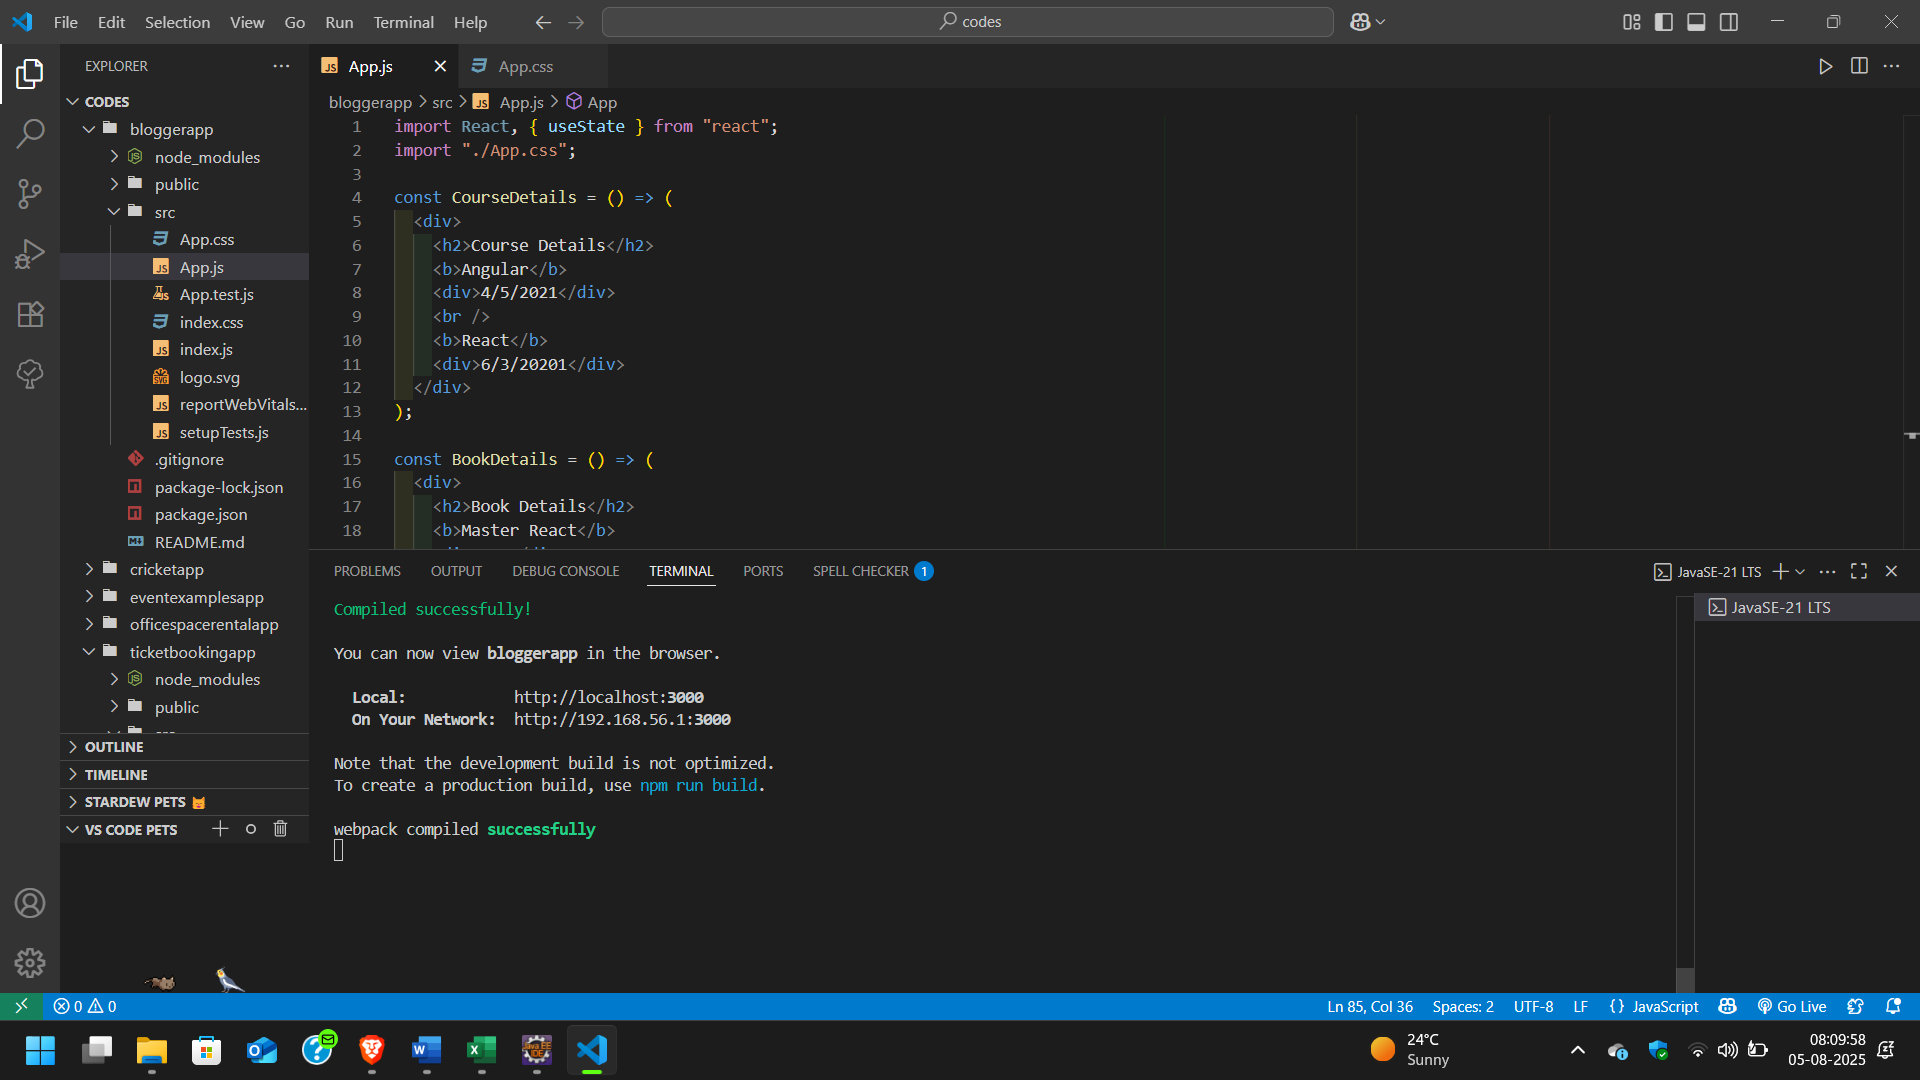 File Edit Selection View Go Run Terminal Help
codes
EXPLORER
CODES
bloggerapp
node_modules
public
src
App.css
App.js
App.test.js
index.css
index.js
logo.svg
reportWebVitals...
setupTests.js
.gitignore
package-lock.json
package.json
README.md
cricketapp
eventexamplesapp
officespacerentalapp
ticketbookingapp
node_modules
public
OUTLINE
TIMELINE
STARDEW PETS
VS CODE PETS
App.js App.css
bloggerapp > src > App.js > App
1 import React, { useState } from "react";
2 import "./App.css";
3
4 const CourseDetails = () => (
5 <div>
6 <h2>Course Details</h2>
7 <b>Angular</b>
8 <div>4/5/2021</div>
9 <br />
10 <b>React</b>
11 <div>6/3/20201</div>
12 </div>
13 );
14
15 const BookDetails = () => (
16 <div>
17 <h2>Book Details</h2>
18 <b>Master React</b>
PROBLEMS OUTPUT DEBUG CONSOLE TERMINAL PORTS SPELL CHECKER 1
JavaSE-21 LTS
JavaSE-21 LTS
Compiled successfully!
You can now view bloggerapp in the browser.
Local: http://localhost:3000
On Your Network: http://192.168.56.1:3000
Note that the development build is not optimized.
To create a production build, use npm run build.
webpack compiled successfully
0 0
Ln 85, Col 36 Spaces: 2 UTF-8 LF {} JavaScript Go Live
24°C
Sunny
08:09:58
05-08-2025